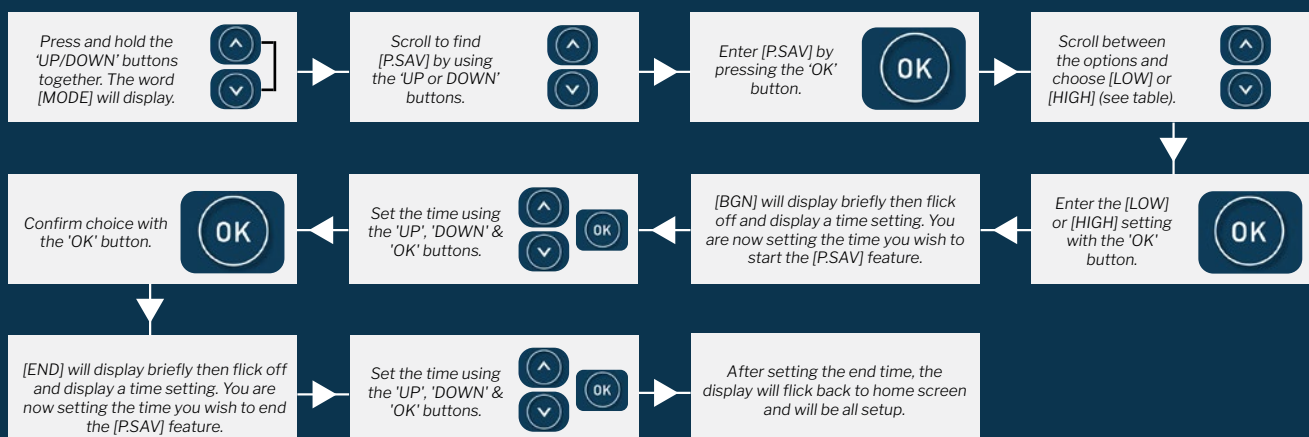 Press and hold the
‘UP/DOWN’ buttons
together. The word
[MODE] will display.
Scroll to find
[P.SAV] by using
the ‘UP or DOWN’
buttons.
Enter [P.SAV] by
pressing the ‘OK’
button.
OK
Scroll between
the options and
choose [LOW] or
[HIGH] (see table).
Enter the [LOW]
or [HIGH] setting
with the 'OK'
button.
OK
[BGN] will display briefly then flick
off and display a time setting. You
are now setting the time you wish to
start the [P.SAV] feature.
Set the time using
the 'UP', 'DOWN' &
'OK' buttons.
OK
Confirm choice with
the 'OK' button.
OK
[END] will display briefly then flick off
and display a time setting. You are
now setting the time you wish to end
the [P.SAV] feature.
Set the time using
the 'UP', 'DOWN' &
'OK' buttons.
OK
After setting the end time, the
display will flick back to home screen
and will be all setup.